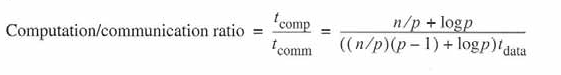 Computation/communication ratio = t_comp / t_comm = (n/p + log p) / (((n/p)(p − 1) + log p)t_data)